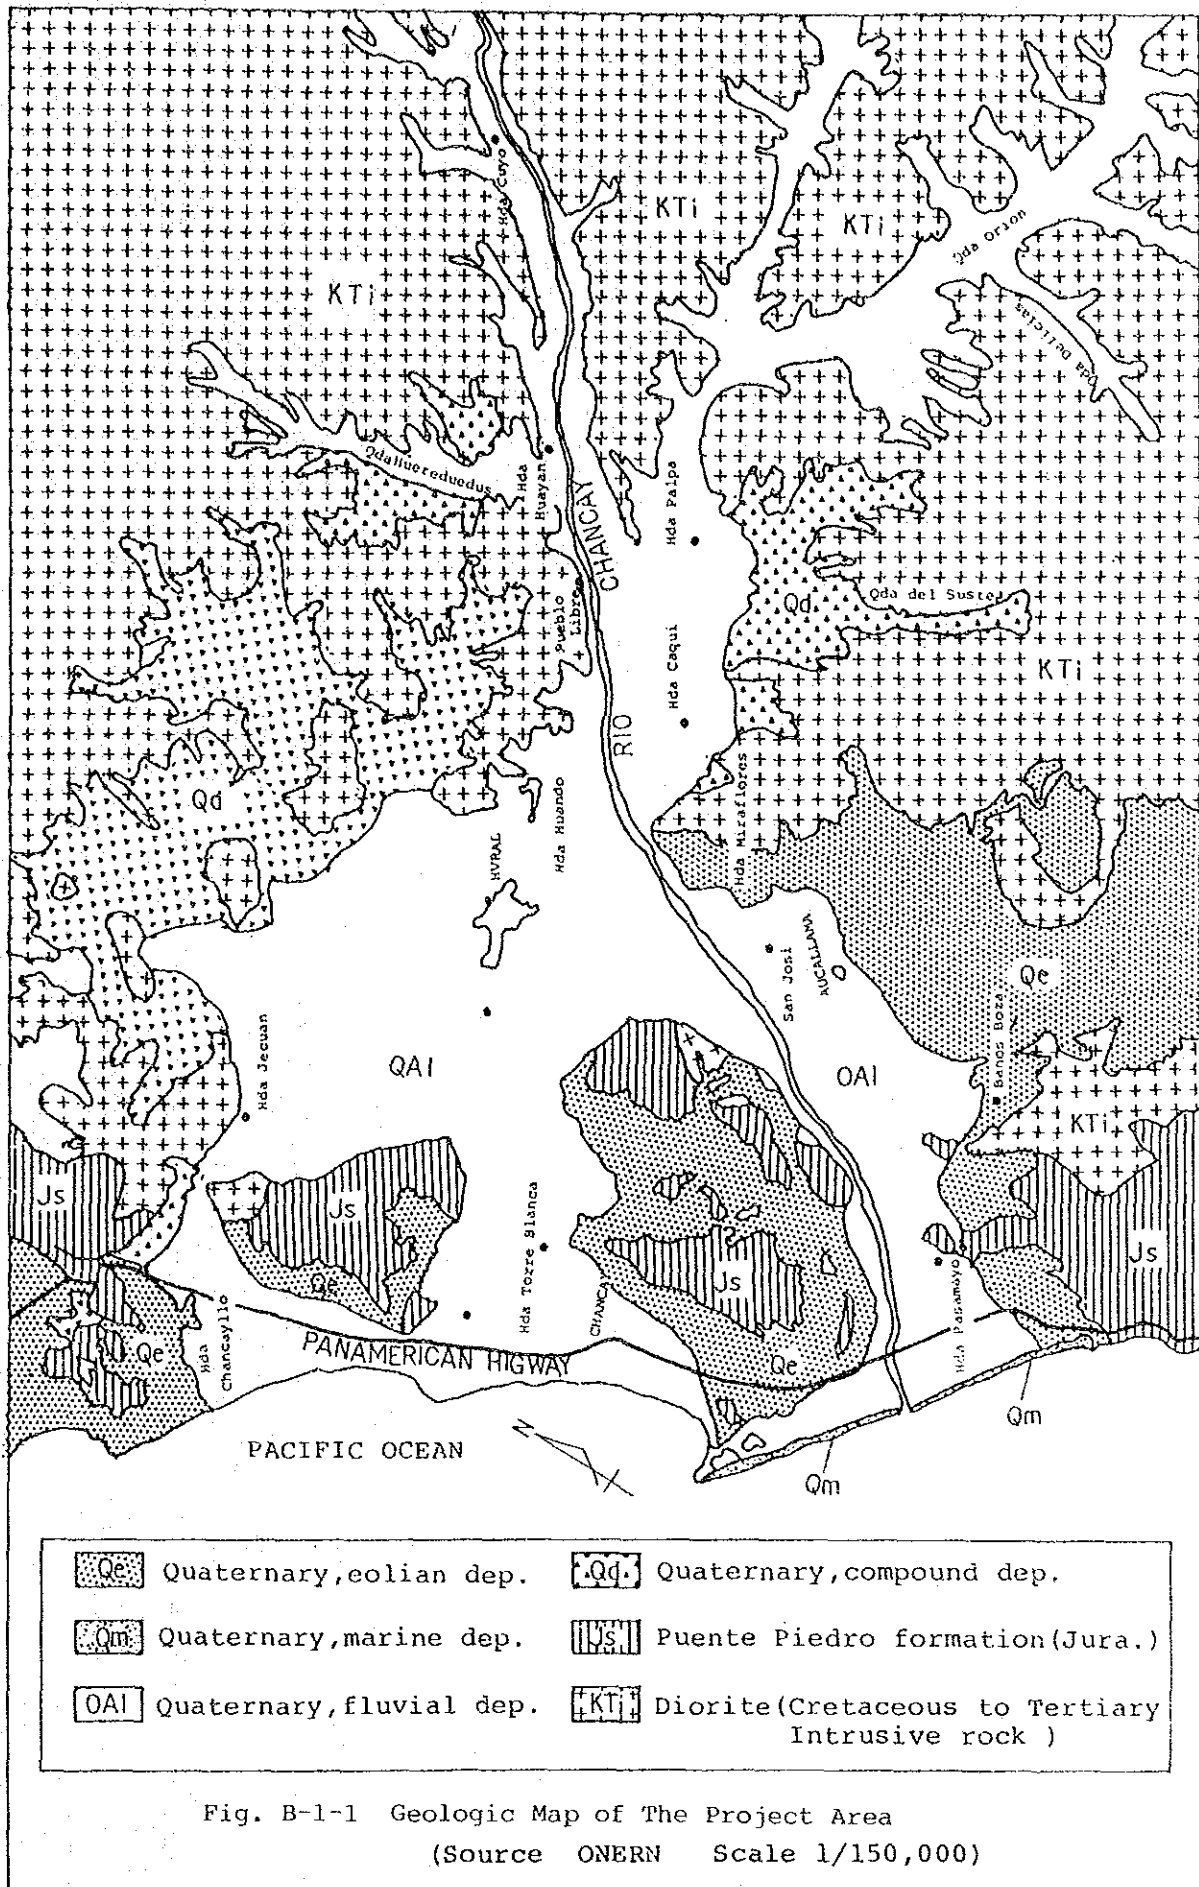 Hda Cuyo
KTi
KTi
Qda Orion
KTi
Qda Delicias
Hda Huayan
CHANCAY
Hda Palpa
Pueblo Libre
Qd
Qda del Suste
Hda Caqui
KTi
RIO
Qd
Hda Miraflores
Hda Huando
HVRAL
San Josi
AUCALLAMA
Qe
Banos Boza
Hda Jecuan
QAl
OAl
KTi
Js
Js
Hda Torre Blanca
CHANCA
Js
Js
Hda Pasamayo
Qe
Qe
Hda Chancayllo
PANAMERICAN HIGWAY
Qe
Qm
N
PACIFIC OCEAN
Qm
Qe Quaternary,eolian dep.
Qd Quaternary,compound dep.
Qm Quaternary,marine dep.
Js Puente Piedro formation(Jura.)
OAl Quaternary,fluvial dep.
KTi Diorite(Cretaceous to Tertiary
Intrusive rock )
Fig. B-1-1 Geologic Map of The Project Area
(Source ONERN Scale 1/150,000)